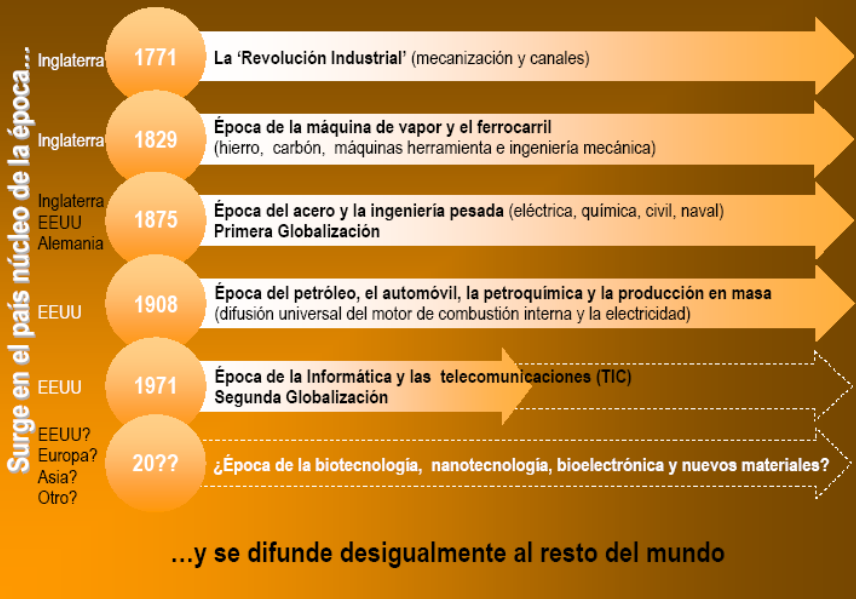 Surge en el país núcleo de la época...
Inglaterra
1771
La ‘Revolución Industrial’ (mecanización y canales)
Inglaterra
1829
Época de la máquina de vapor y el ferrocarril
(hierro, carbón, máquinas herramienta e ingeniería mecánica)
Inglaterra
EEUU
Alemania
1875
Época del acero y la ingeniería pesada (eléctrica, química, civil, naval)
Primera Globalización
EEUU
1908
Época del petróleo, el automóvil, la petroquímica y la producción en masa
(difusión universal del motor de combustión interna y la electricidad)
EEUU
1971
Época de la Informática y las telecomunicaciones (TIC)
Segunda Globalización
EEUU?
Europa?
Asia?
Otro?
20??
¿Época de la biotecnología, nanotecnología, bioelectrónica y nuevos materiales?
...y se difunde desigualmente al resto del mundo